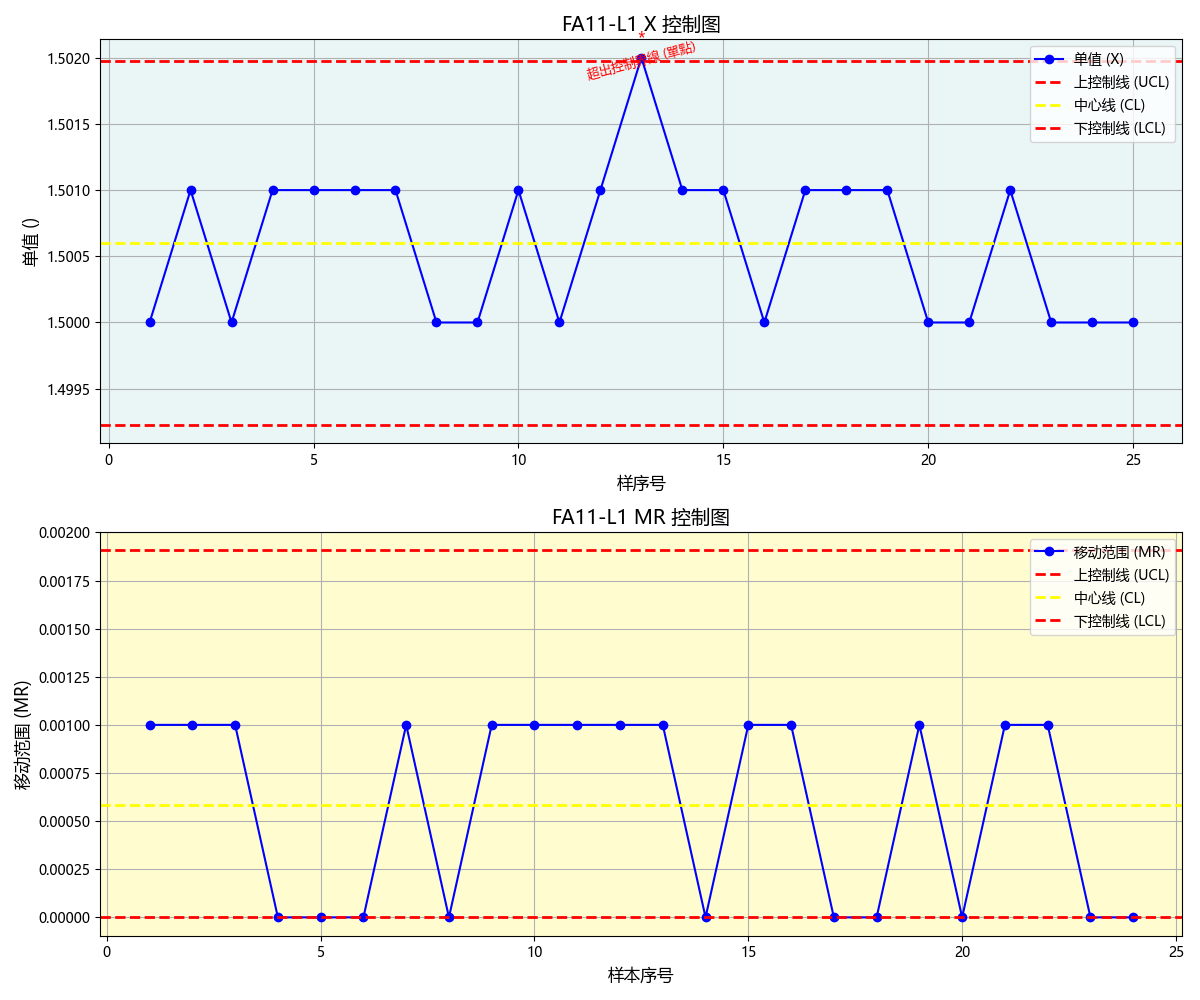 FA11-L1 X 控制图
*
超出控制界線 (單點)
1.5020
1.5015
1.5010
1.5005
1.5000
1.4995
单值 ()
单值 (X)
上控制线 (UCL)
中心线 (CL)
下控制线 (LCL)
0 5 10 15 20 25
样序号
FA11-L1 MR 控制图
0.00200
0.00175
0.00150
0.00125
0.00100
0.00075
0.00050
0.00025
0.00000
移动范围 (MR)
移动范围 (MR)
上控制线 (UCL)
中心线 (CL)
下控制线 (LCL)
0 5 10 15 20 25
样本序号